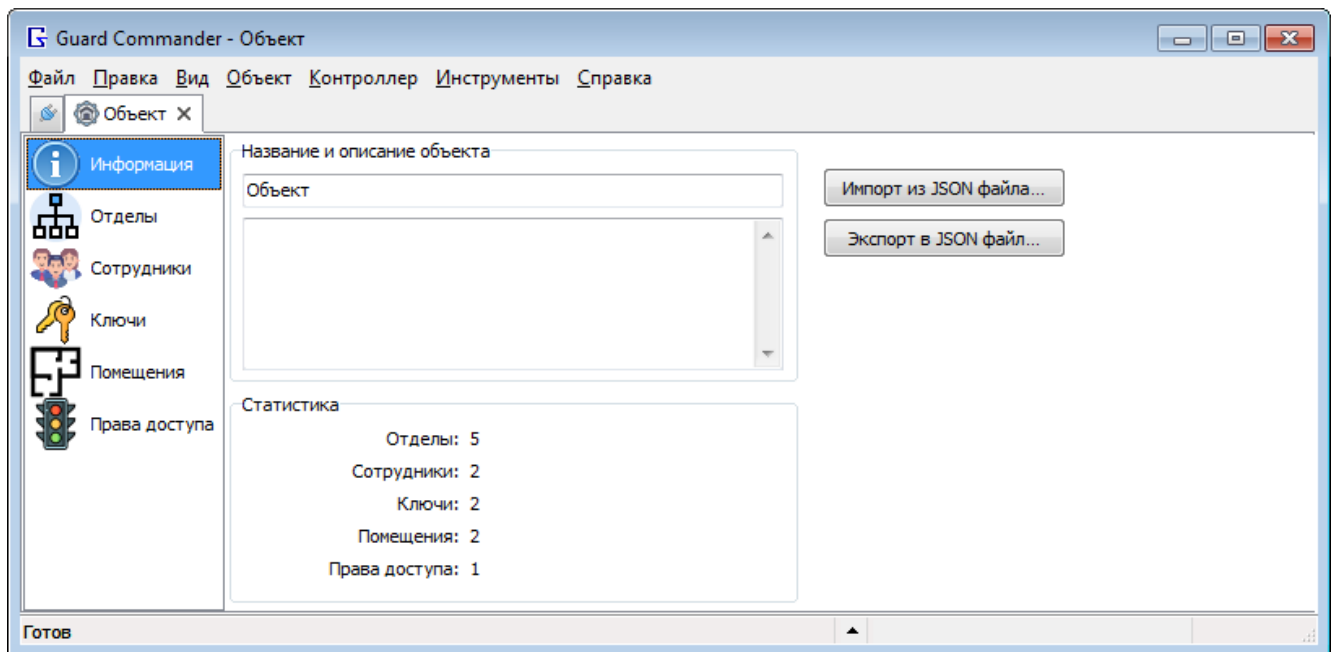 Guard Commander - Объект
Файл Правка Вид Объект Контроллер Инструменты Справка
Объект
Информация
Отделы
Сотрудники
Ключи
Помещения
Права доступа
Название и описание объекта
Объект
Импорт из JSON файла...
Экспорт в JSON файл...
Статистика
Отделы: 5
Сотрудники: 2
Ключи: 2
Помещения: 2
Права доступа: 1
Готов